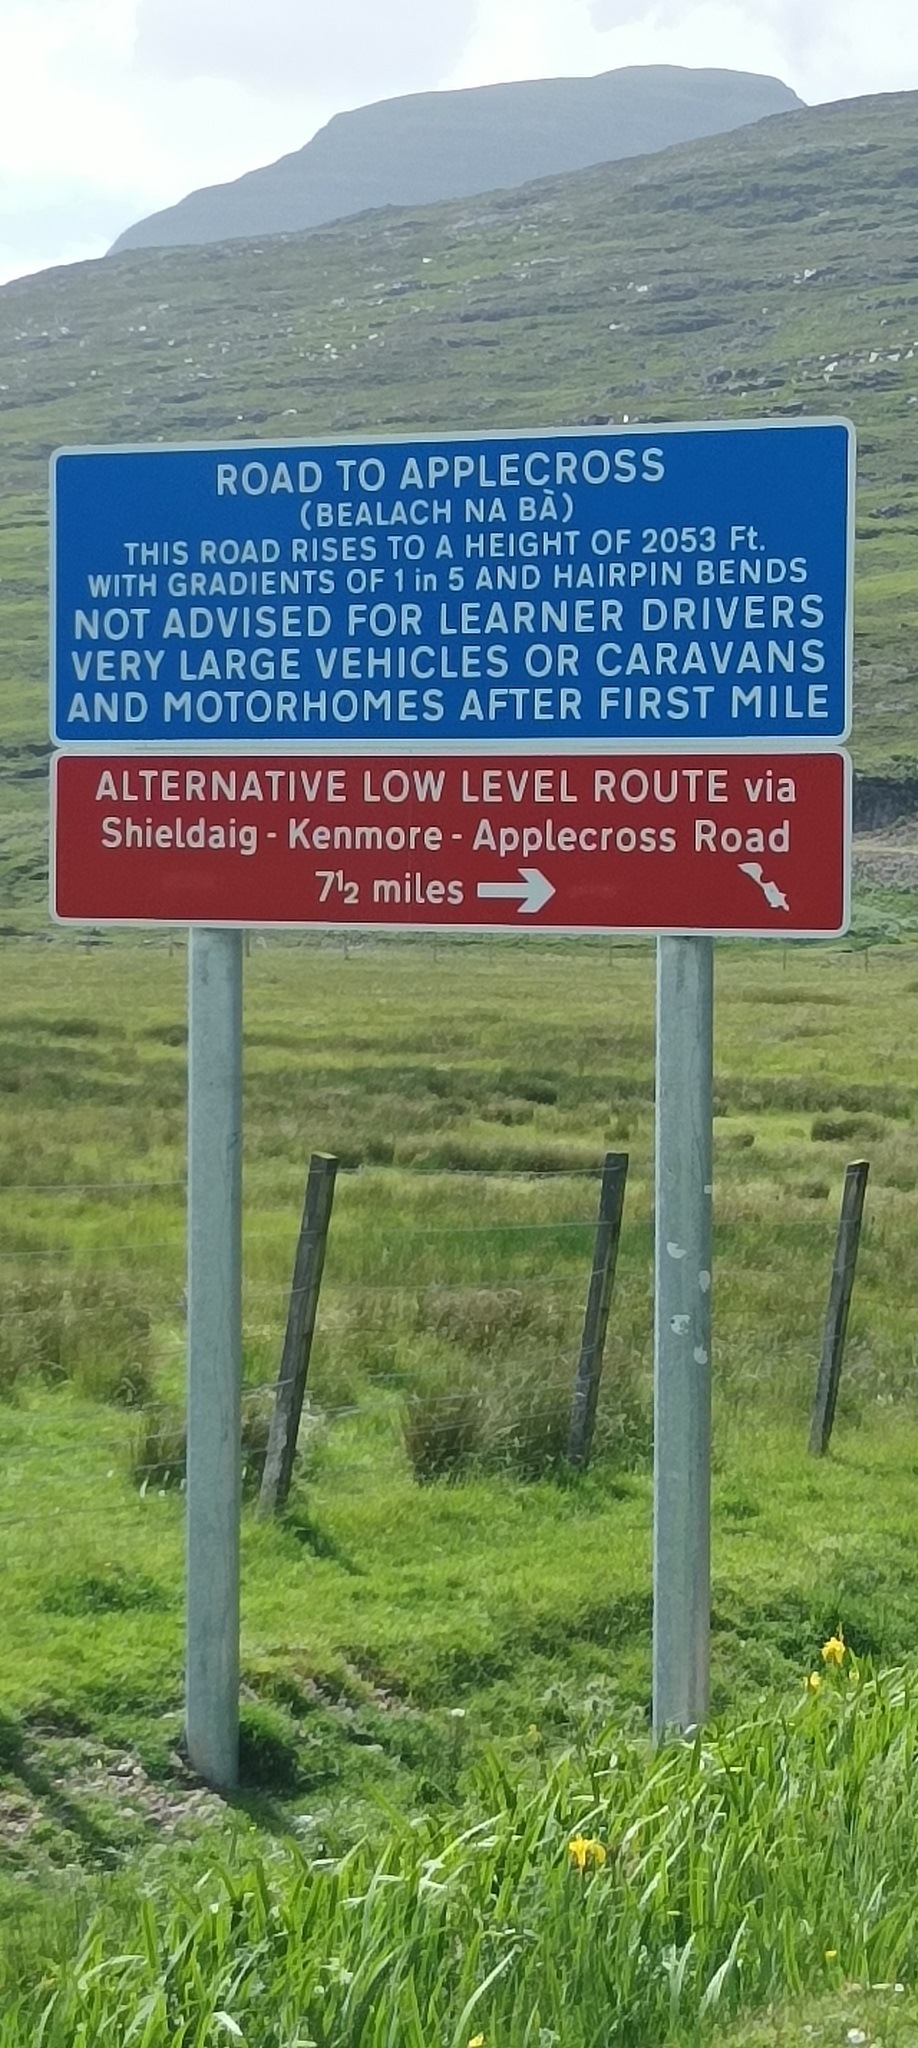 ROAD TO APPLECROSS
(BEALACH NA BÀ)
THIS ROAD RISES TO A HEIGHT OF 2053 Ft.
WITH GRADIENTS OF 1 in 5 AND HAIRPIN BENDS
NOT ADVISED FOR LEARNER DRIVERS
VERY LARGE VEHICLES OR CARAVANS
AND MOTORHOMES AFTER FIRST MILE
ALTERNATIVE LOW LEVEL ROUTE via
Shieldaig - Kenmore - Applecross Road
7½ miles →